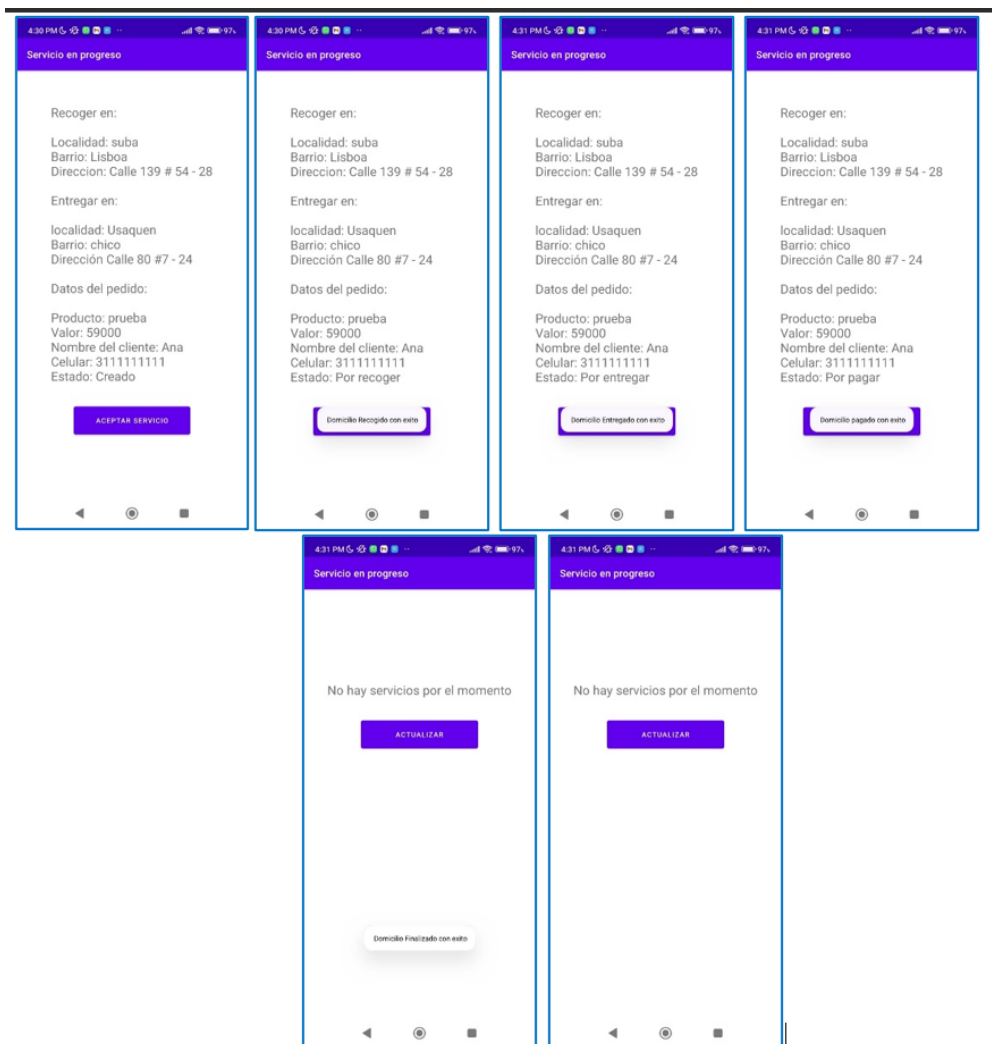 4:30 PM
97
Servicio en progreso
Recoger en:
Localidad: suba
Barrio: Lisboa
Direccion: Calle 139 # 54 - 28
Entregar en:
localidad: Usaquen
Barrio: chico
Dirección Calle 80 #7 - 24
Datos del pedido:
Producto: prueba
Valor: 59000
Nombre del cliente: Ana
Celular: 3111111111
Estado: Creado
ACEPTAR SERVICIO
4:30 PM
97
Servicio en progreso
Recoger en:
Localidad: suba
Barrio: Lisboa
Direccion: Calle 139 # 54 - 28
Entregar en:
localidad: Usaquen
Barrio: chico
Dirección Calle 80 #7 - 24
Datos del pedido:
Producto: prueba
Valor: 59000
Nombre del cliente: Ana
Celular: 3111111111
Estado: Por recoger
Domicilio Recogido con exito
4:31 PM
97
Servicio en progreso
Recoger en:
Localidad: suba
Barrio: Lisboa
Direccion: Calle 139 # 54 - 28
Entregar en:
localidad: Usaquen
Barrio: chico
Dirección Calle 80 #7 - 24
Datos del pedido:
Producto: prueba
Valor: 59000
Nombre del cliente: Ana
Celular: 3111111111
Estado: Por entregar
Domicilio Entregado con exito
4:31 PM
97
Servicio en progreso
Recoger en:
Localidad: suba
Barrio: Lisboa
Direccion: Calle 139 # 54 - 28
Entregar en:
localidad: Usaquen
Barrio: chico
Dirección Calle 80 #7 - 24
Datos del pedido:
Producto: prueba
Valor: 59000
Nombre del cliente: Ana
Celular: 3111111111
Estado: Por pagar
Domicilio pagado con exito
4:31 PM
97
Servicio en progreso
No hay servicios por el momento
ACTUALIZAR
Domicilio Finalizado con exito
4:31 PM
97
Servicio en progreso
No hay servicios por el momento
ACTUALIZAR